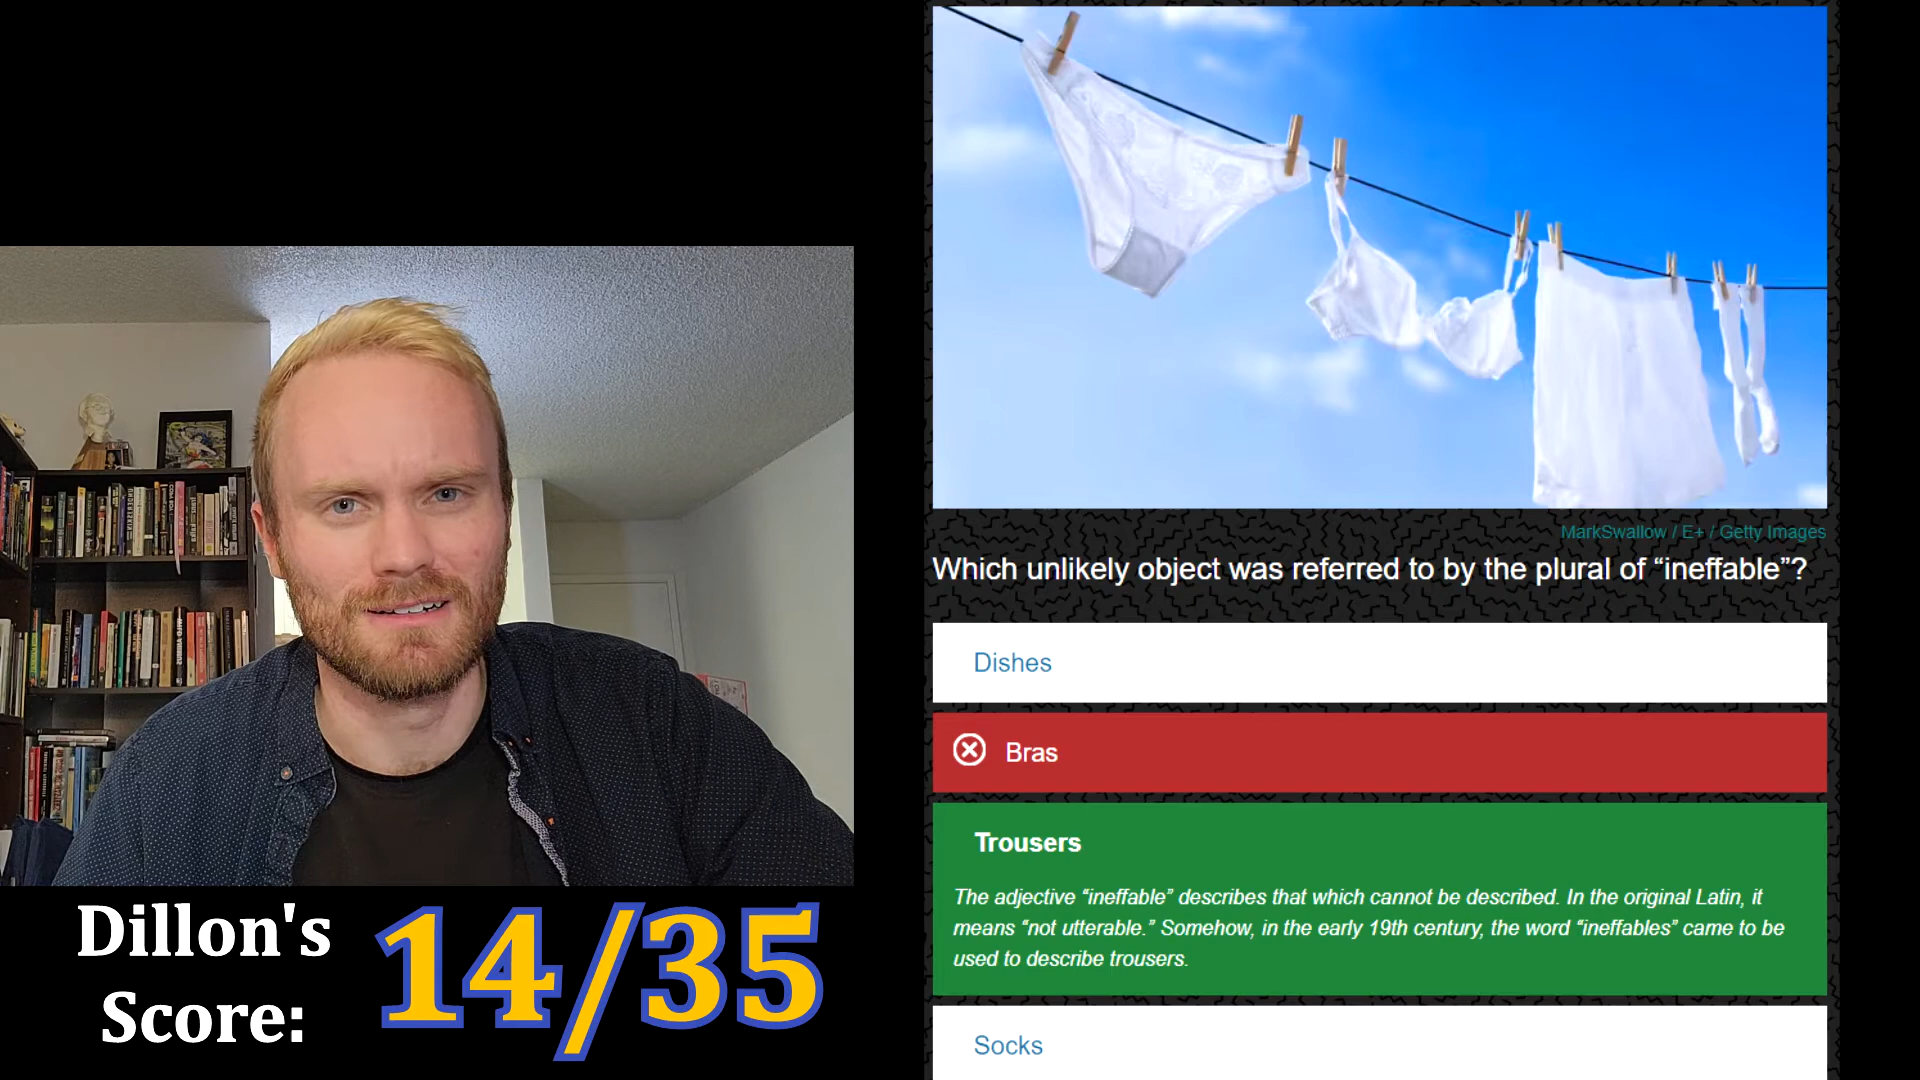 MarkSwallow / E+ / Getty Images
Which unlikely object was referred to by the plural of “ineffable”?
Dishes
Bras
Trousers
The adjective “ineffable” describes that which cannot be described. In the original Latin, it
means “not utterable.” Somehow, in the early 19th century, the word “ineffables” came to be
used to describe trousers.
Socks
Dillon's
Score:
14/35